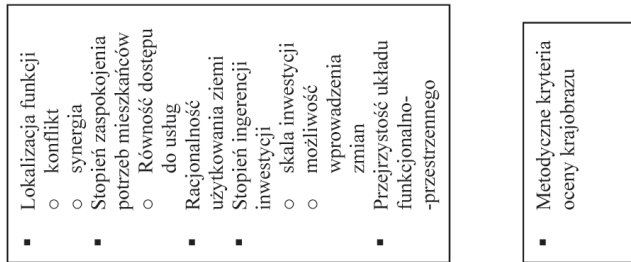 ▪ Lokalizacja funkcji
○ konflikt
○ synergia
▪ Stopień zaspokojenia
potrzeb mieszkańców
○ Równość dostępu
do usług
▪ Racjonalność
użytkowania ziemi
▪ Stopień ingerencji
inwestycji
○ skala inwestycji
○ możliwość
wprowadzenia
zmian
▪ Przejrzystość układu
funkcjonalno-
-przestrzennego
▪ Metodyczne kryteria
oceny krajobrazu